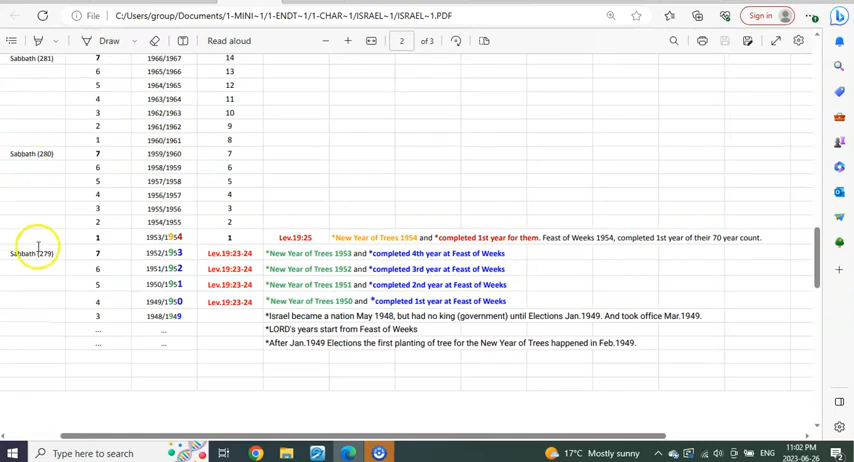 File C:/Users/group/Documents/1-MINI~1/1-ENDT~1/1-CHAR~1/ISRAEL~1/ISRAEL~1.PDF Sign in
Draw Read aloud 2 of 3
Sabbath (281) 7 1966/1967 14
6 1965/1966 13
5 1964/1965 12
4 1963/1964 11
3 1962/1963 10
2 1961/1962 9
1 1960/1961 8
Sabbath (280) 7 1959/1960 7
6 1958/1959 6
5 1957/1958 5
4 1956/1957 4
3 1955/1956 3
2 1954/1955 2
1 1953/1954 1 Lev.19:25 *New Year of Trees 1954 and *completed 1st year for them. Feast of Weeks 1954, completed 1st year of their 70 year count.
Sabbath (279) 7 1952/1953 Lev.19:23-24 *New Year of Trees 1953 and *completed 4th year at Feast of Weeks
6 1951/1952 Lev.19:23-24 *New Year of Trees 1952 and *completed 3rd year at Feast of Weeks
5 1950/1951 Lev.19:23-24 *New Year of Trees 1951 and *completed 2nd year at Feast of Weeks
4 1949/1950 Lev.19:23-24 *New Year of Trees 1950 and *completed 1st year at Feast of Weeks
3 1948/1949 *Israel became a nation May 1948, but had no king (government) until Elections Jan.1949. And took office Mar.1949.
... ... *LORD's years start from Feast of Weeks
... ... *After Jan.1949 Elections the first planting of tree for the New Year of Trees happened in Feb.1949.
Type here to search 17°C Mostly sunny ENG 11:02 PM 2023-06-26